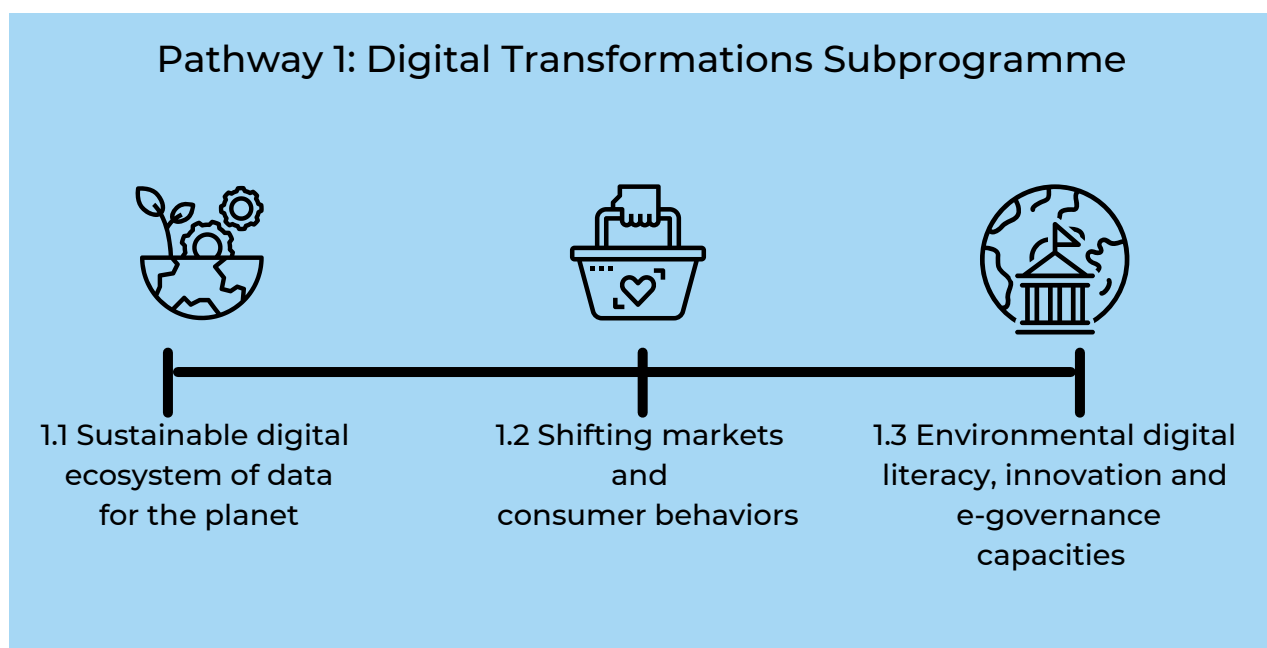 Pathway 1: Digital Transformations Subprogramme
1.1 Sustainable digital
ecosystem of data
for the planet
1.2 Shifting markets
and
consumer behaviors
1.3 Environmental digital
literacy, innovation and
e-governance
capacities